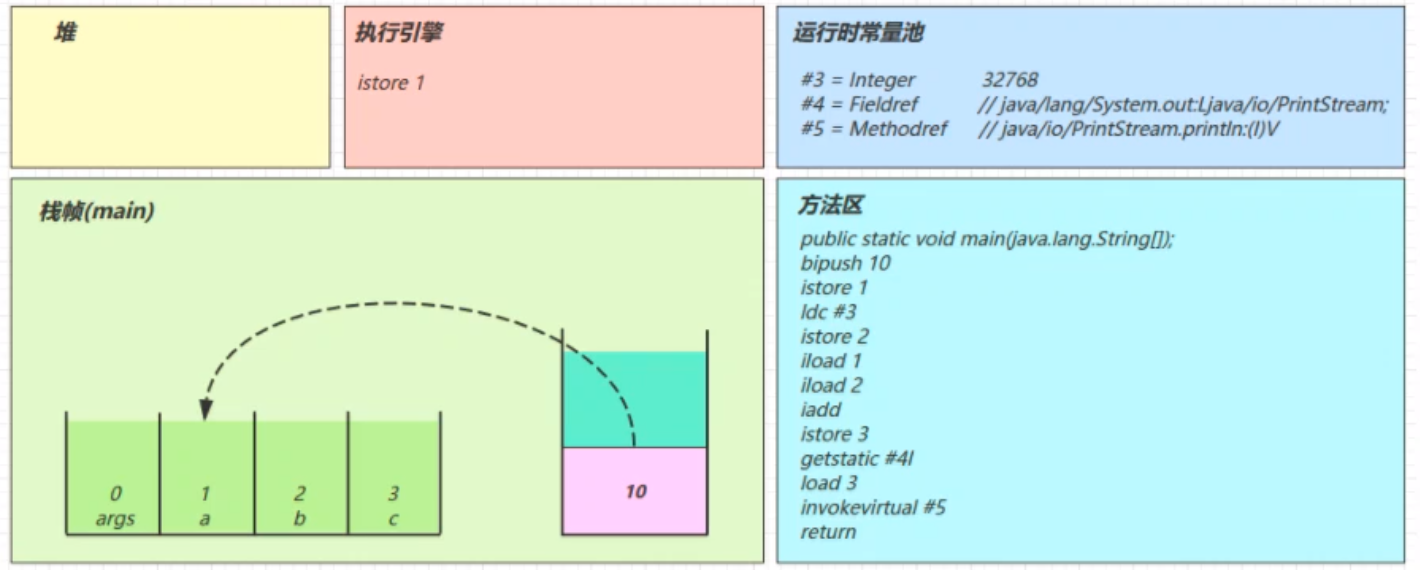 堆
执行引擎
istore 1
运行时常量池
#3 = Integer 32768
#4 = Fieldref // java/lang/System.out:Ljava/io/PrintStream;
#5 = Methodref // java/io/PrintStream.println:(I)V
栈帧(main)
0 1 2 3
args a b c
10
方法区
public static void main(java.lang.String[]);
bipush 10
istore 1
ldc #3
istore 2
iload 1
iload 2
iadd
istore 3
getstatic #4I
load 3
invokevirtual #5
return